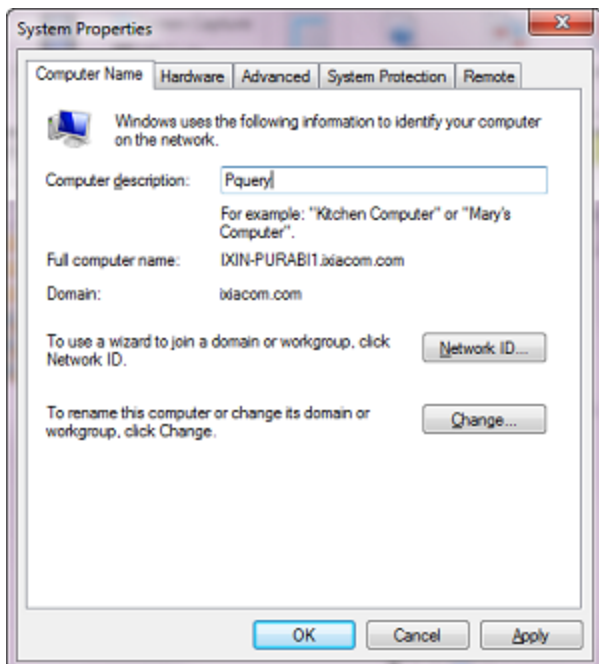 System Properties
Computer Name Hardware Advanced System Protection Remote
Windows uses the following information to identify your computer
on the network.
Computer description: Pquery
For example: "Kitchen Computer" or "Mary's
Computer".
Full computer name: IXIN-PURABI1.ixiacom.com
Domain: ixiacom.com
To use a wizard to join a domain or workgroup, click
Network ID.
Network ID...
To rename this computer or change its domain or
workgroup, click Change.
Change...
OK Cancel Apply